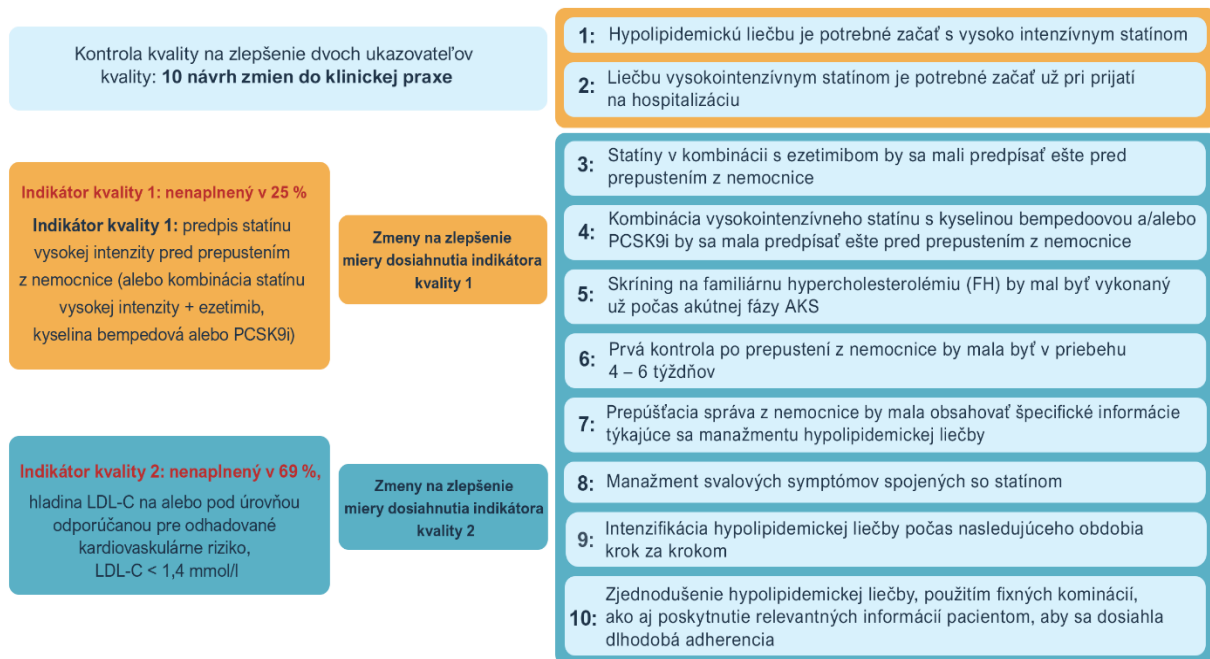 Kontrola kvality na zlepšenie dvoch ukazovateľov
kvality: 10 návrh zmien do klinickej praxe
Indikátor kvality 1: nenaplnený v 25 %
Indikátor kvality 1: predpis statínu
vysokej intenzity pred prepustením
z nemocnice (alebo kombinácia statínu
vysokej intenzity + ezetimib,
kyselina bempedová alebo PCSK9i)
Zmeny na zlepšenie
miery dosiahnutia indikátora
kvality 1
Indikátor kvality 2: nenaplnený v 69 %,
hladina LDL-C na alebo pod úrovňou
odporúčanou pre odhadované
kardiovaskulárne riziko,
LDL-C < 1,4 mmol/l
Zmeny na zlepšenie
miery dosiahnutia indikátora
kvality 2
1: Hypolipidemickú liečbu je potrebné začať s vysoko intenzívnym statínom
2: Liečbu vysokointenzívnym statínom je potrebné začať už pri prijatí
na hospitalizáciu
3: Statíny v kombinácii s ezetimibom by sa mali predpísať ešte pred
prepustením z nemocnice
4: Kombinácia vysokointenzívneho statínu s kyselinou bempedoovou a/alebo
PCSK9i by sa mala predpísať ešte pred prepustením z nemocnice
5: Skríning na familiárnu hypercholesterolémiu (FH) by mal byť vykonaný
už počas akútnej fázy AKS
6: Prvá kontrola po prepustení z nemocnice by mala byť v priebehu
4 – 6 týždňov
7: Prepúšťacia správa z nemocnice by mala obsahovať špecifické informácie
týkajúce sa manažmentu hypolipidemickej liečby
8: Manažment svalových symptómov spojených so statínom
9: Intenzifikácia hypolipidemickej liečby počas nasledujúceho obdobia
krok za krokom
10: Zjednodušenie hypolipidemickej liečby, použitím fixných kominácií,
ako aj poskytnutie relevantných informácií pacientom, aby sa dosiahla
dlhodobá adherencia